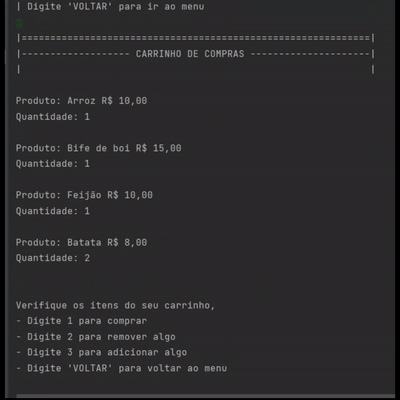 | Digite 'VOLTAR' para ir ao menu
|==============================================================|
|------------------- CARRINHO DE COMPRAS ---------------------|
| |
Produto: Arroz R$ 10,00
Quantidade: 1
Produto: Bife de boi R$ 15,00
Quantidade: 1
Produto: Feijão R$ 10,00
Quantidade: 1
Produto: Batata R$ 8,00
Quantidade: 2
Verifique os itens do seu carrinho,
- Digite 1 para comprar
- Digite 2 para remover algo
- Digite 3 para adicionar algo
- Digite 'VOLTAR' para voltar ao menu